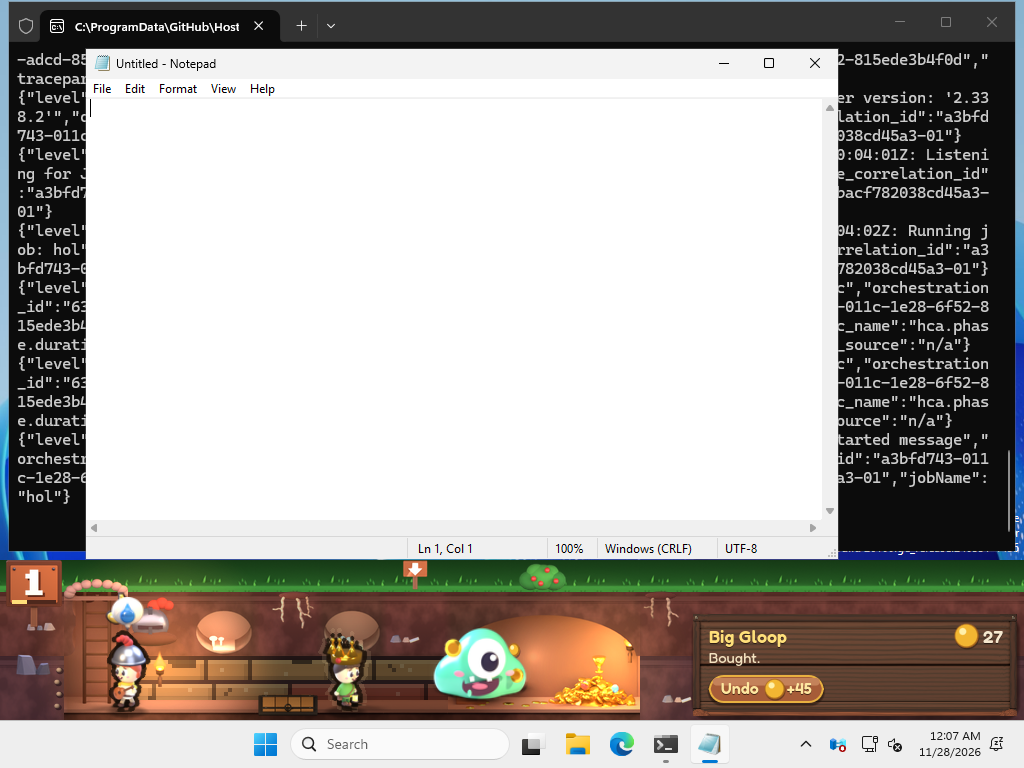 C:\ProgramData\GitHub\Host
Untitled - Notepad
File Edit Format View Help
-adcd-85
2-815ede3b4f0d","
tracepar
{"level"
er version: '2.33
8.2'","
lation_id":"a3bfd
743-011c
038cd45a3-01"}
{"level"
0:04:01Z: Listeni
ng for J
e_correlation_id"
:"a3bfd7
bacf782038cd45a3-
01"}
{"level"
04:02Z: Running j
ob: hol"
rrelation_id":"a3
bfd743-0
782038cd45a3-01"}
{"level"
c","orchestration
_id":"63
-011c-1e28-6f52-8
15ede3b4
c_name":"hca.phas
e.durati
_source":"n/a"}
{"level"
c","orchestration
_id":"63
-011c-1e28-6f52-8
15ede3b4
c_name":"hca.phas
e.durati
ource":"n/a"}
{"level"
tarted message","
orchestr
id":"a3bfd743-011
c-1e28-6
a3-01","jobName":
"hol"}
Ln 1, Col 1 100% Windows (CRLF) UTF-8
1
Big Gloop 27
Bought.
Undo +45
Search
12:07 AM
11/28/2026